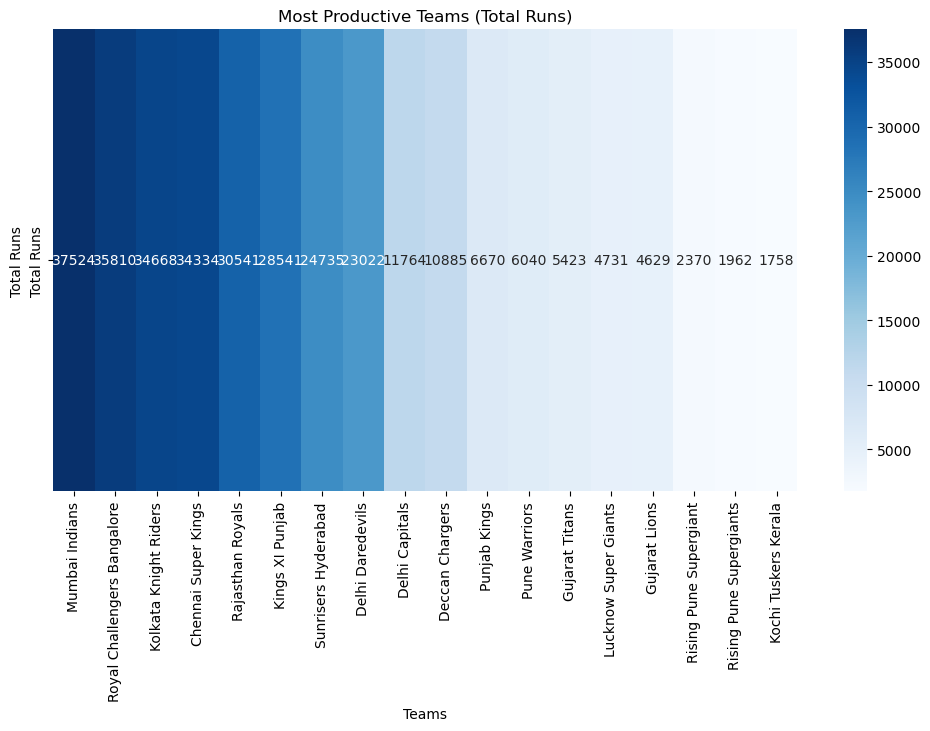 Most Productive Teams (Total Runs)
Total Runs
Total Runs
37524 35810 34668 34334 30541 28541 24735 23022 11764 10885 6670 6040 5423 4731 4629 2370 1962 1758
35000
30000
25000
20000
15000
10000
5000
Mumbai Indians
Royal Challengers Bangalore
Kolkata Knight Riders
Chennai Super Kings
Rajasthan Royals
Kings XI Punjab
Sunrisers Hyderabad
Delhi Daredevils
Delhi Capitals
Deccan Chargers
Punjab Kings
Pune Warriors
Gujarat Titans
Lucknow Super Giants
Gujarat Lions
Rising Pune Supergiant
Rising Pune Supergiants
Kochi Tuskers Kerala
Teams